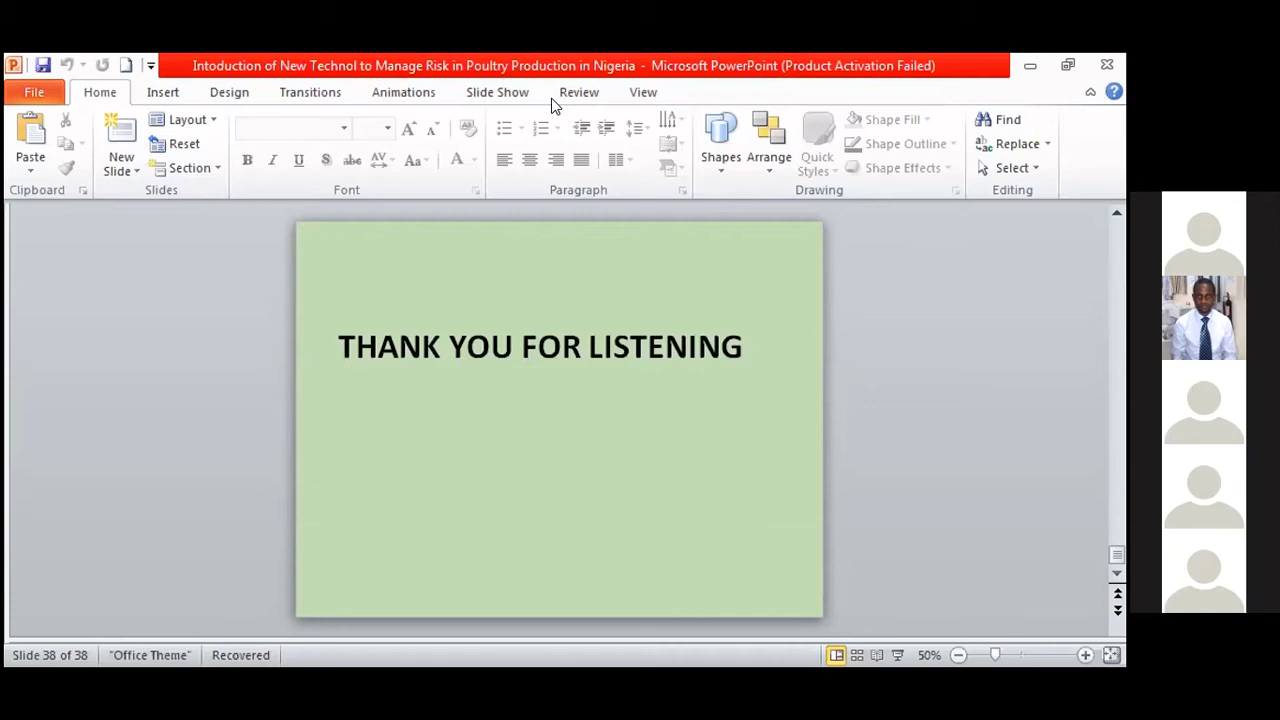 Intoduction of New Technol to Manage Risk in Poultry Production in Nigeria - Microsoft PowerPoint (Product Activation Failed)
File Home Insert Design Transitions Animations Slide Show Review View
Paste
Clipboard
New Slide
Layout
Reset
Section
Slides
B I U S abc AV Aa A
Font
Paragraph
Shapes
Arrange
Quick Styles
Shape Fill
Shape Outline
Shape Effects
Drawing
Find
Replace
Select
Editing
THANK YOU FOR LISTENING
Slide 38 of 38 "Office Theme" Recovered 50%